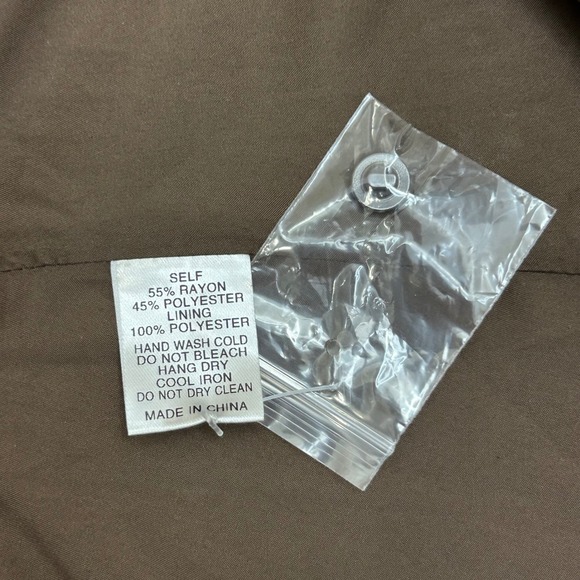 SELF
55% RAYON
45% POLYESTER
LINING
100% POLYESTER
HAND WASH COLD
DO NOT BLEACH
HANG DRY
COOL IRON
DO NOT DRY CLEAN
MADE IN CHINA